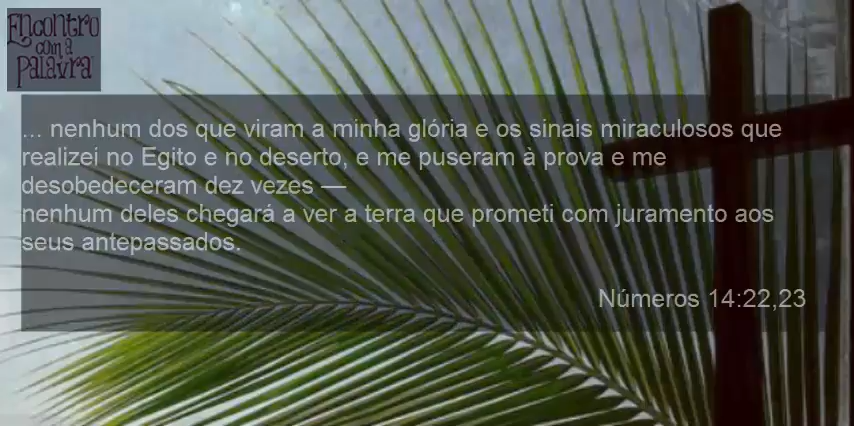 Encontro
com a
Palavra
... nenhum dos que viram a minha glória e os sinais miraculosos que
realizei no Egito e no deserto, e me puseram à prova e me
desobedeceram dez vezes —
nenhum deles chegará a ver a terra que prometi com juramento aos
seus antepassados.
Números 14:22,23